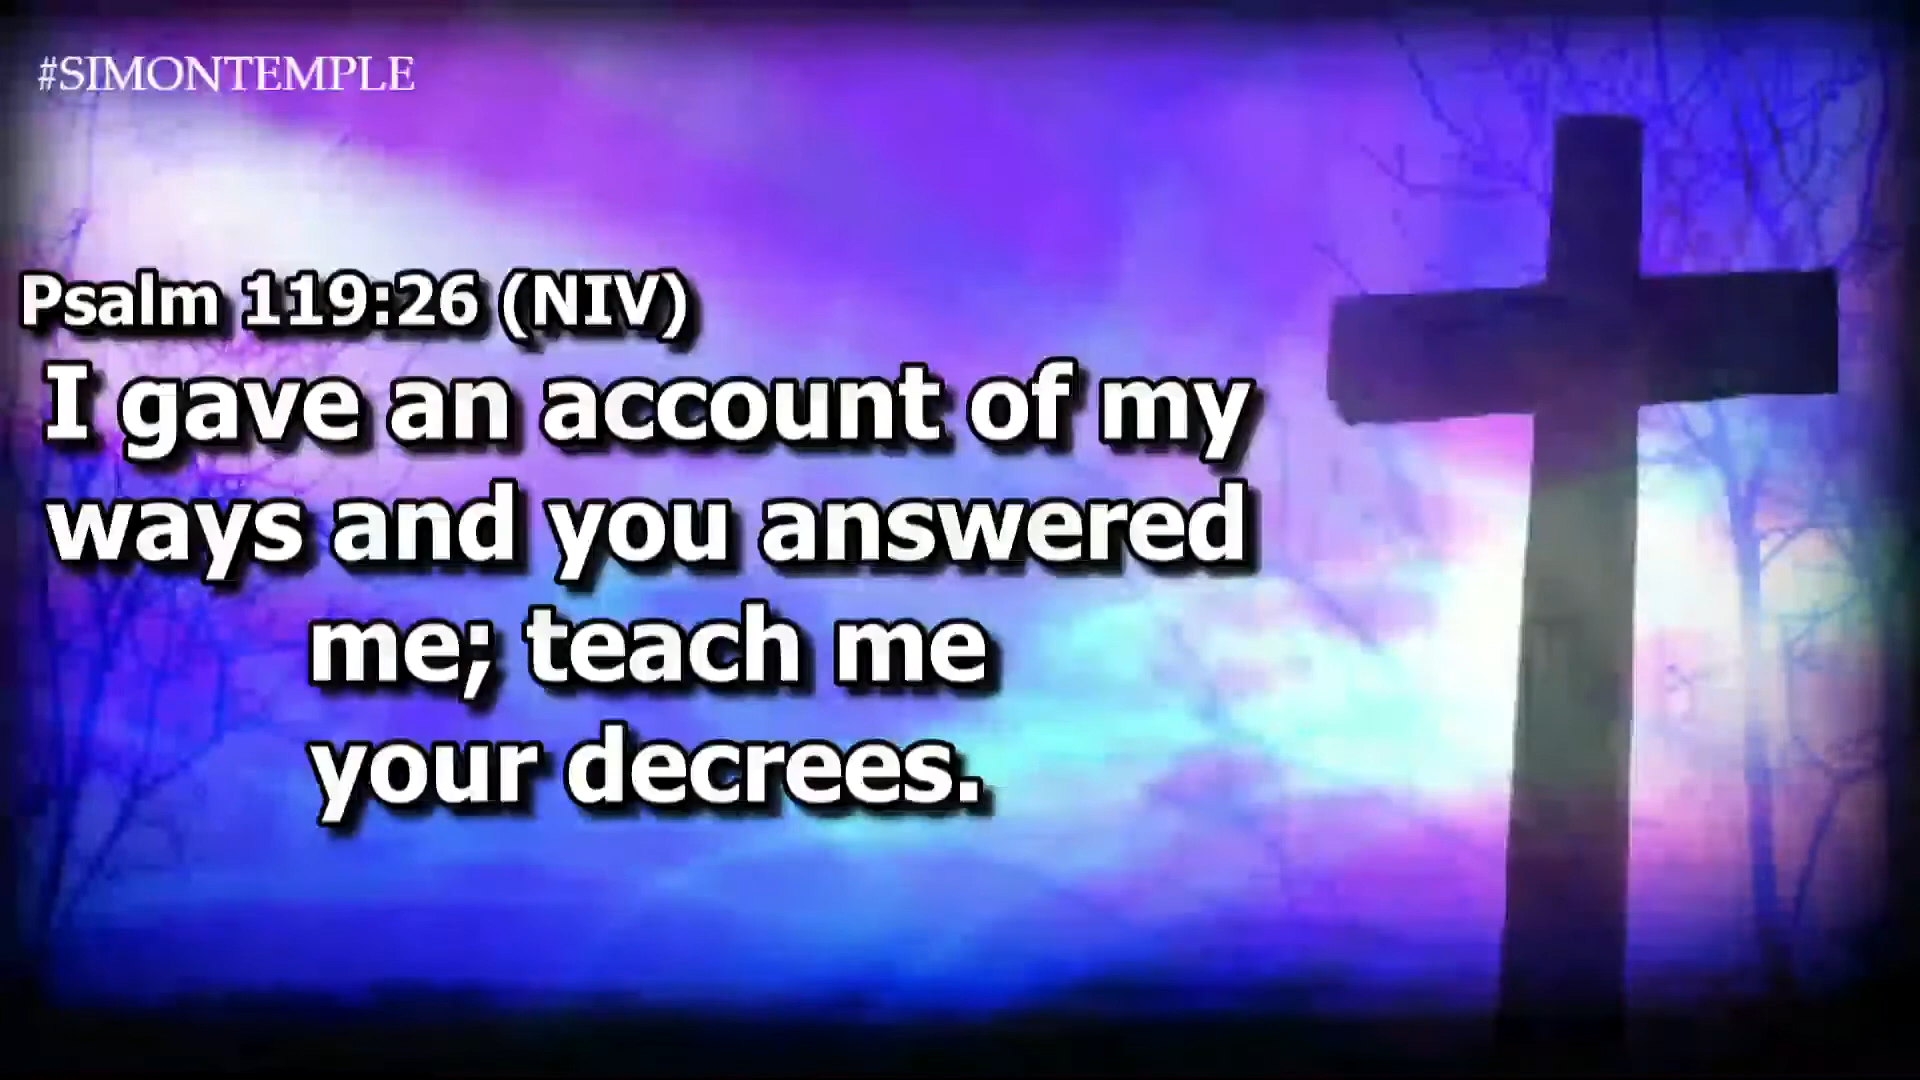 #SIMONTEMPLE
Psalm 119:26 (NIV)
I gave an account of my
ways and you answered
me; teach me
your decrees.